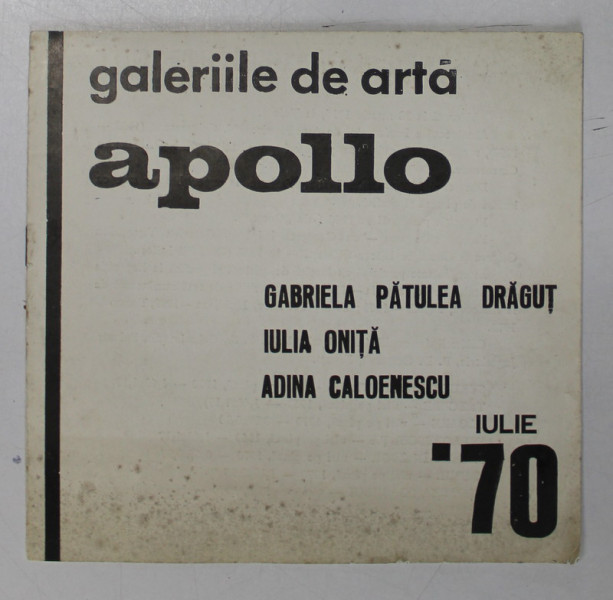 galeriile de artă
apollo
GABRIELA PĂTULEA DRĂGUȚ
IULIA ONIȚĂ
ADINA CALOENESCU
IULIE
'70